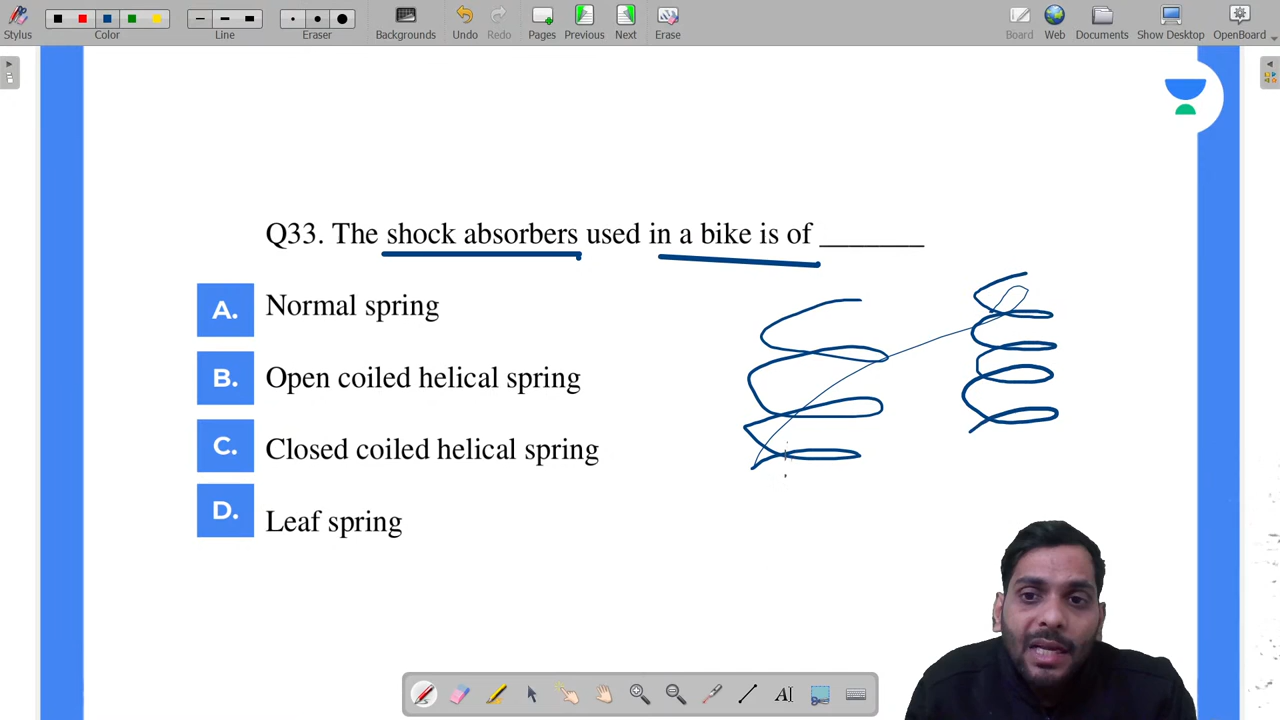 Stylus
Color
Line
Eraser
Backgrounds
Undo
Redo
Pages
Previous
Next
Erase
Board
Web
Documents
Show Desktop
OpenBoard
Q33. The shock absorbers used in a bike is of _______
A. Normal spring
B. Open coiled helical spring
C. Closed coiled helical spring
D. Leaf spring
AI